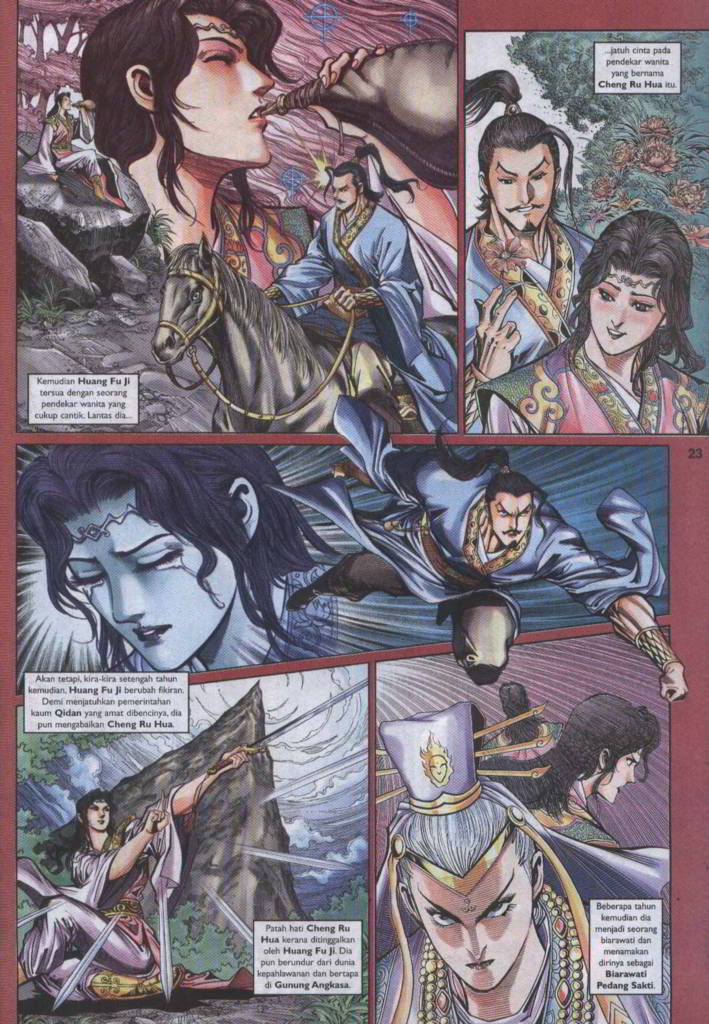 Kemudian Huang Fu Ji
tersua dengan seorang
pendekar wanita yang
cukup cantik. Lantas dia...
...jatuh cinta pada
pendekar wanita
yang bernama
Cheng Ru Hua itu.
23
Akan tetapi, kira-kira setengah tahun
kemudian, Huang Fu Ji berubah fikiran.
Demi menjatuhkan pemerintahan
kaum Qidan yang amat dibencinya, dia
pun mengabaikan Cheng Ru Hua.
Patah hati Cheng Ru
Hua kerana ditinggalkan
oleh Huang Fu Ji. Dia
pun berundur dari dunia
kepahlawanan dan bertapa
di Gunung Angkasa.
Beberapa tahun
kemudian dia
menjadi seorang
biarawati dan
menamakan
dirinya sebagai
Biarawati
Pedang Sakti.